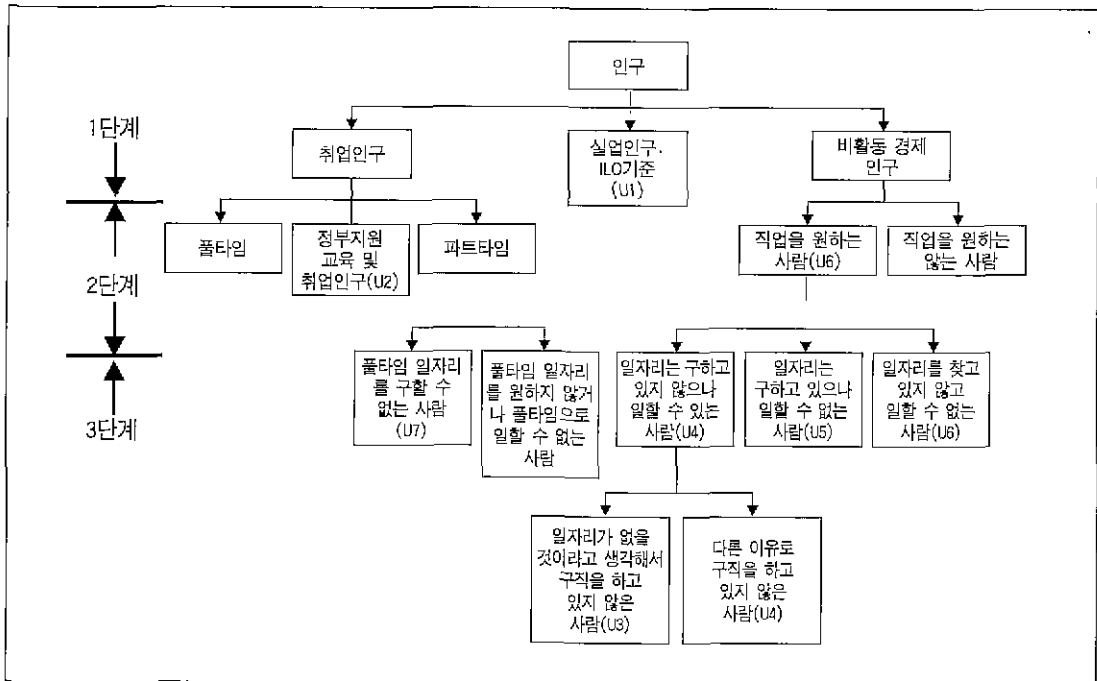 인구
1단계
취업인구
실업인구.
ILO기준
(U1)
비활동 경제
인구
풀타임
정부지원
교육 및
취업인구(U2)
파트타임
직업을 원하는
사람(U6)
직업을 원하는
않는 사람
2단계
풀타임 일자리
를 구할 수
없는 사람
(U7)
풀타임 일자리
를 원하지 않거
나 풀타임으로
일할 수 없는
사람
일자리는 구하고
있지 않으나
일할 수 있는
사람(U4)
일자리는
구하고 있으나
일할 수 없는
사람(U5)
일자리를 찾고
있지 않고
일할 수 없는
사람(U6)
3단계
일자리가 없을
것이라고 생각해서
구직을 하고
있지 않은
사람(U3)
다른 이유로
구직을 하고
있지 않은
사람(U4)